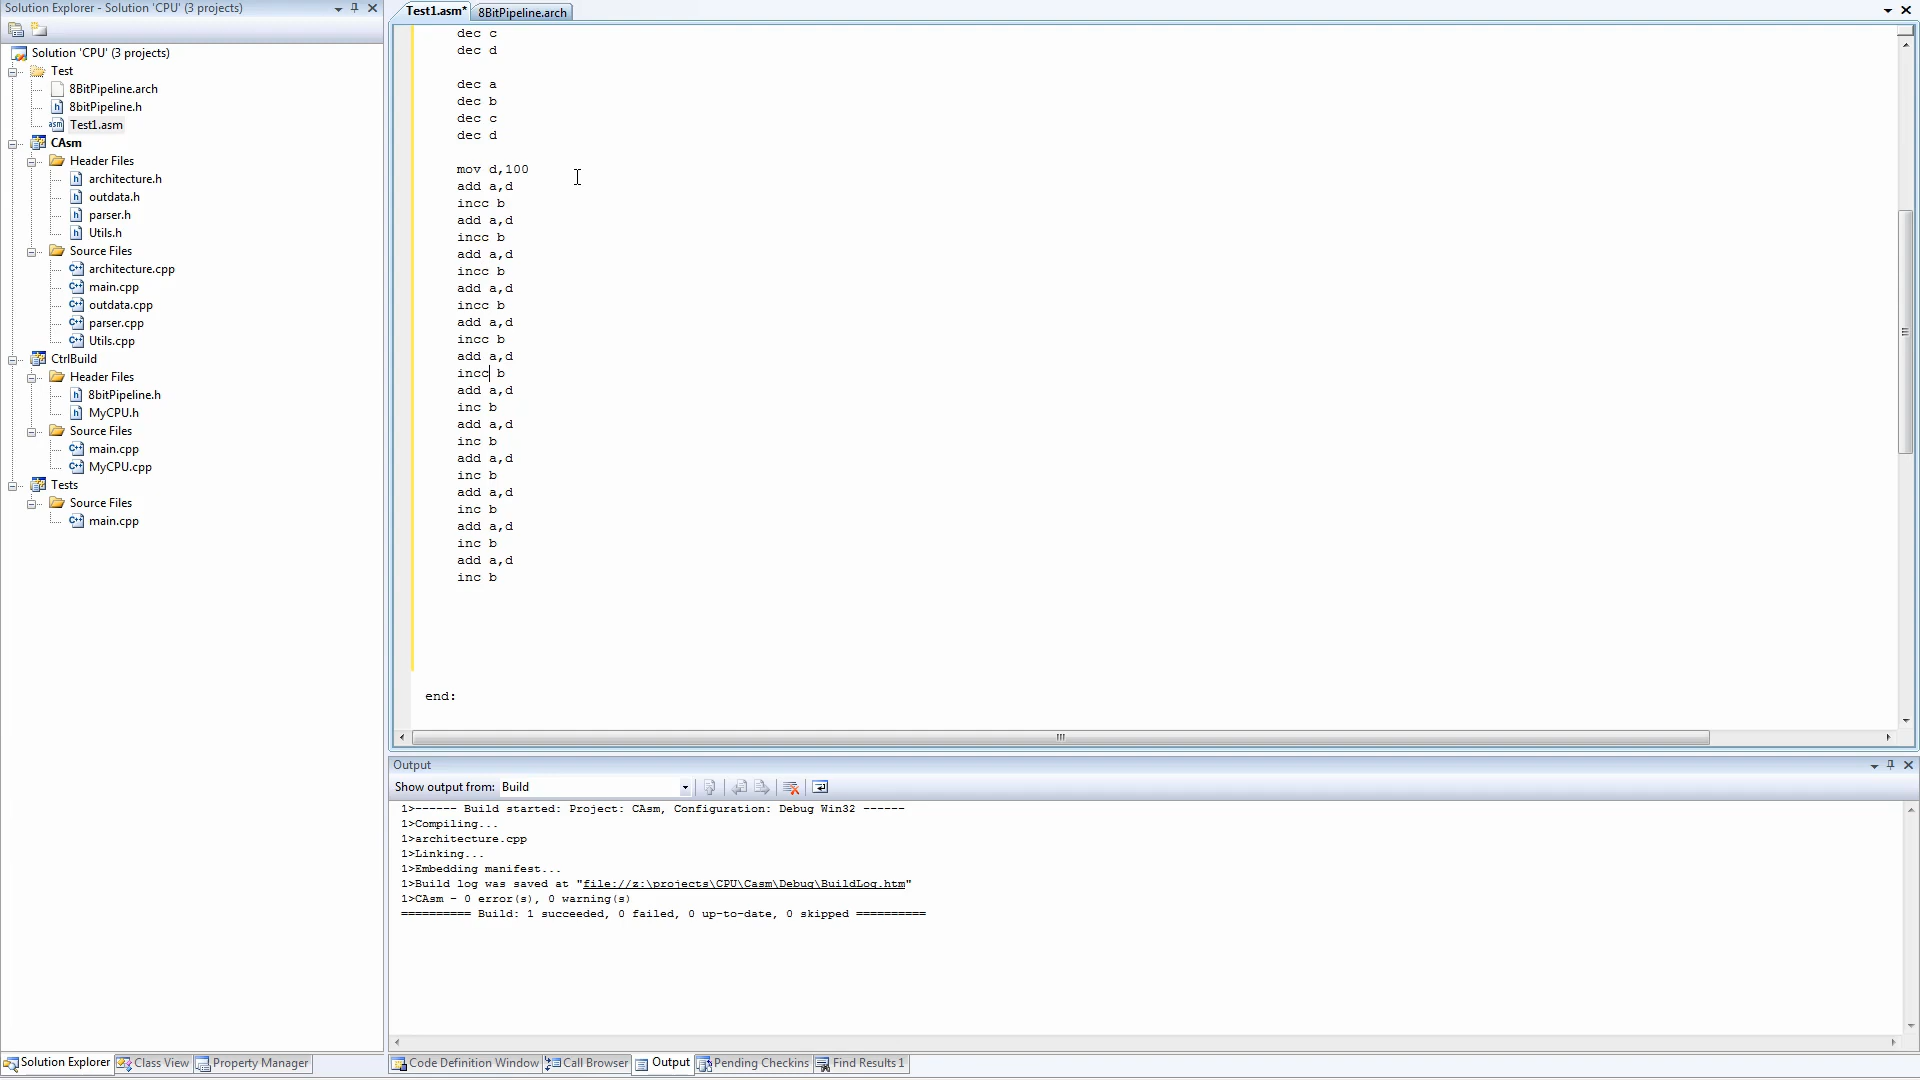 Solution Explorer - Solution 'CPU' (3 projects)
Solution 'CPU' (3 projects)
Test
8BitPipeline.arch
8bitPipeline.h
Test1.asm
CAsm
Header Files
architecture.h
outdata.h
parser.h
Utils.h
Source Files
architecture.cpp
main.cpp
outdata.cpp
parser.cpp
Utils.cpp
CtrlBuild
Header Files
8bitPipeline.h
MyCPU.h
Source Files
main.cpp
MyCPU.cpp
Tests
Source Files
main.cpp
Solution Explorer Class View Property Manager
Test1.asm* 8BitPipeline.arch
dec c
dec d
dec a
dec b
dec c
dec d
mov d,100
add a,d
incc b
add a,d
incc b
add a,d
incc b
add a,d
incc b
add a,d
incc b
add a,d
incc b
add a,d
inc b
add a,d
inc b
add a,d
inc b
add a,d
inc b
add a,d
inc b
add a,d
inc b
end:
Output
Show output from: Build
1>------ Build started: Project: CAsm, Configuration: Debug Win32 ------
1>Compiling...
1>architecture.cpp
1>Linking...
1>Embedding manifest...
1>Build log was saved at "file://z:\projects\CPU\Casm\Debug\BuildLog.htm"
1>CAsm - 0 error(s), 0 warning(s)
========== Build: 1 succeeded, 0 failed, 0 up-to-date, 0 skipped ==========
Code Definition Window Call Browser Output Pending Checkins Find Results 1